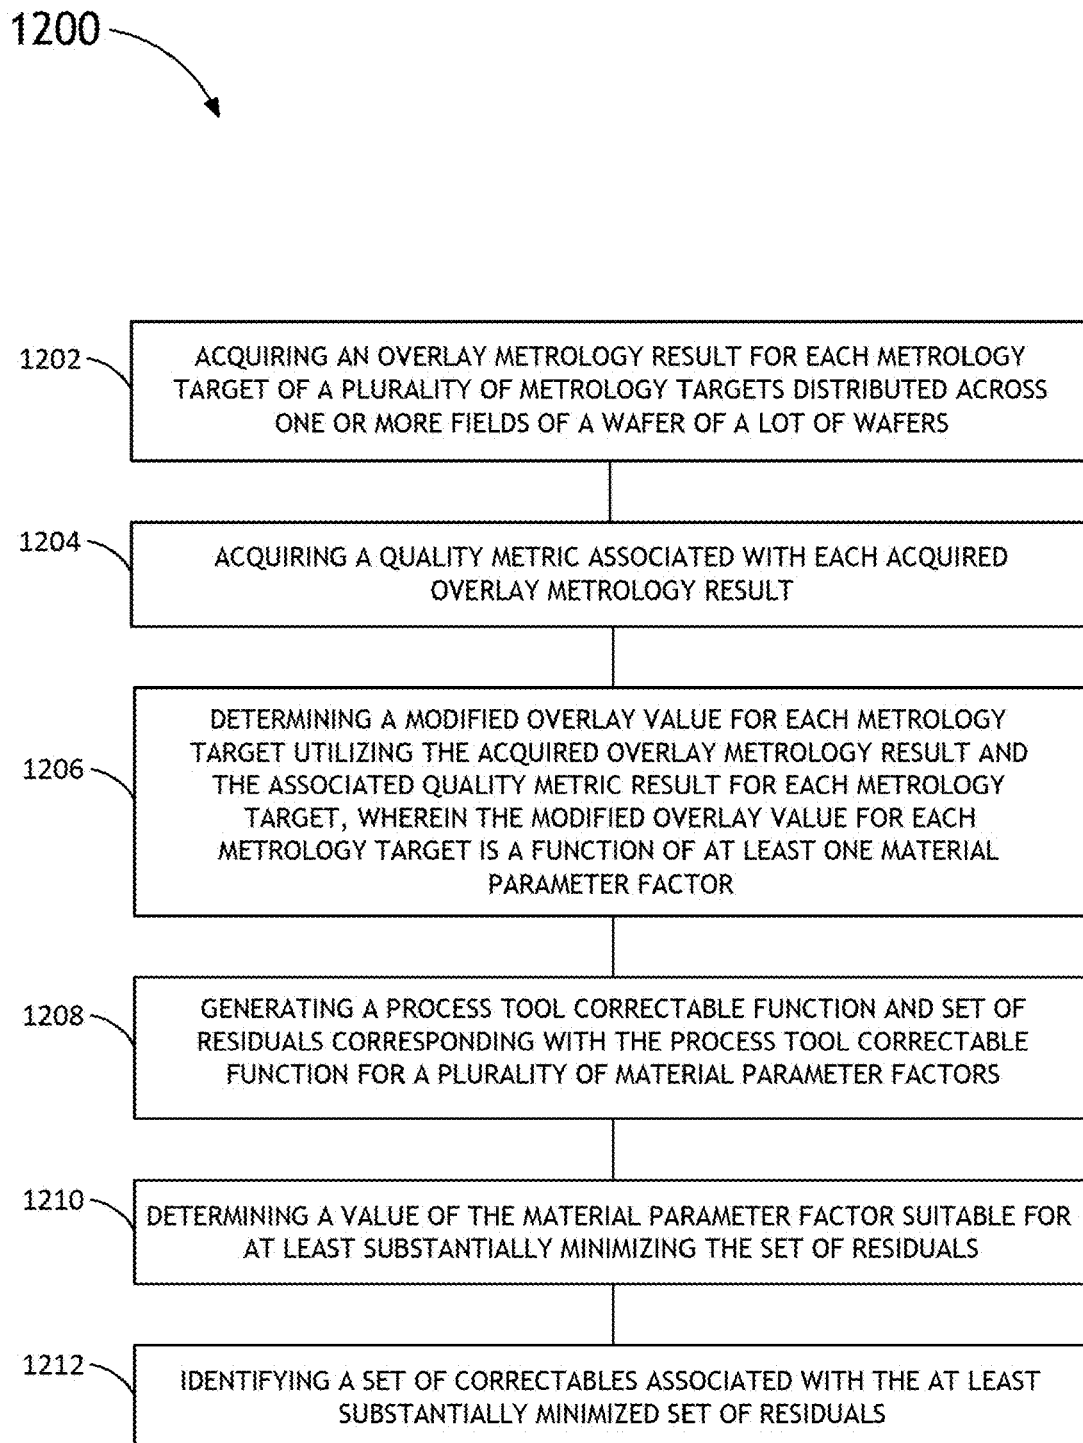 1200
1202
ACQUIRING AN OVERLAY METROLOGY RESULT FOR EACH METROLOGY
TARGET OF A PLURALITY OF METROLOGY TARGETS DISTRIBUTED ACROSS
ONE OR MORE FIELDS OF A WAFER OF A LOT OF WAFERS
1204
ACQUIRING A QUALITY METRIC ASSOCIATED WITH EACH ACQUIRED
OVERLAY METROLOGY RESULT
1206
DETERMINING A MODIFIED OVERLAY VALUE FOR EACH METROLOGY
TARGET UTILIZING THE ACQUIRED OVERLAY METROLOGY RESULT AND
THE ASSOCIATED QUALITY METRIC RESULT FOR EACH METROLOGY
TARGET, WHEREIN THE MODIFIED OVERLAY VALUE FOR EACH
METROLOGY TARGET IS A FUNCTION OF AT LEAST ONE MATERIAL
PARAMETER FACTOR
1208
GENERATING A PROCESS TOOL CORRECTABLE FUNCTION AND SET OF
RESIDUALS CORRESPONDING WITH THE PROCESS TOOL CORRECTABLE
FUNCTION FOR A PLURALITY OF MATERIAL PARAMETER FACTORS
1210
DETERMINING A VALUE OF THE MATERIAL PARAMETER FACTOR SUITABLE FOR
AT LEAST SUBSTANTIALLY MINIMIZING THE SET OF RESIDUALS
1212
IDENTIFYING A SET OF CORRECTABLES ASSOCIATED WITH THE AT LEAST
SUBSTANTIALLY MINIMIZED SET OF RESIDUALS